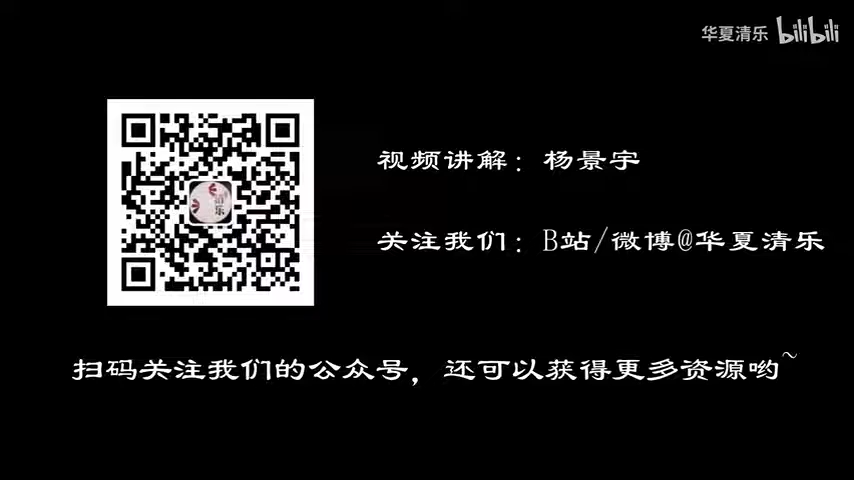 华夏清乐 bilibili
视频讲解：杨景宇
关注我们：B站/微博@华夏清乐
清乐
扫码关注我们的公众号，还可以获得更多资源哟~